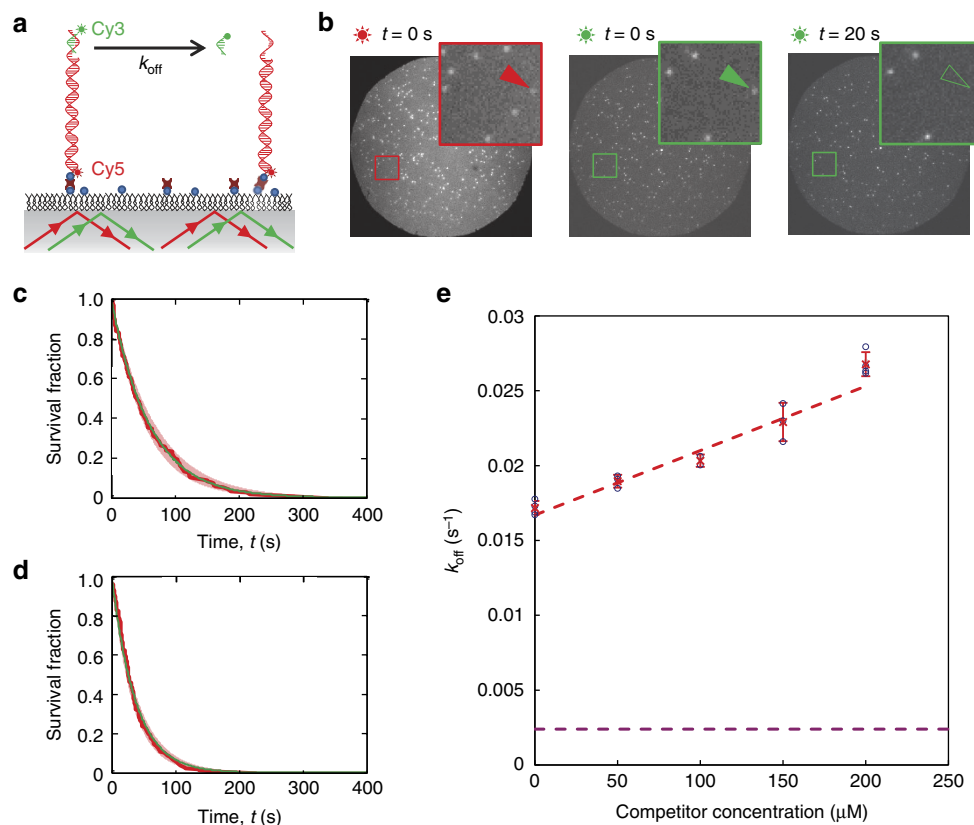 a
Cy3
k_off
Cy5
b
t = 0 s
t = 0 s
t = 20 s
c
Survival fraction
1.0
0.8
0.6
0.4
0.2
0
0
100
200
300
400
Time, t (s)
d
Survival fraction
1.0
0.8
0.6
0.4
0.2
0
0
100
200
300
400
Time, t (s)
e
k_off (s⁻¹)
0.03
0.025
0.02
0.015
0.01
0.005
0
0
50
100
150
200
250
Competitor concentration (μM)